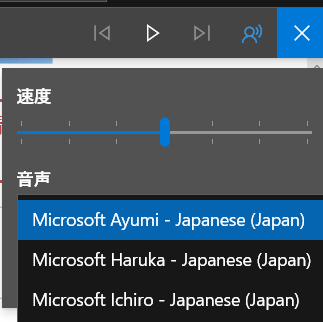 速度
音声
Microsoft Ayumi - Japanese (Japan)
Microsoft Haruka - Japanese (Japan)
Microsoft Ichiro - Japanese (Japan)